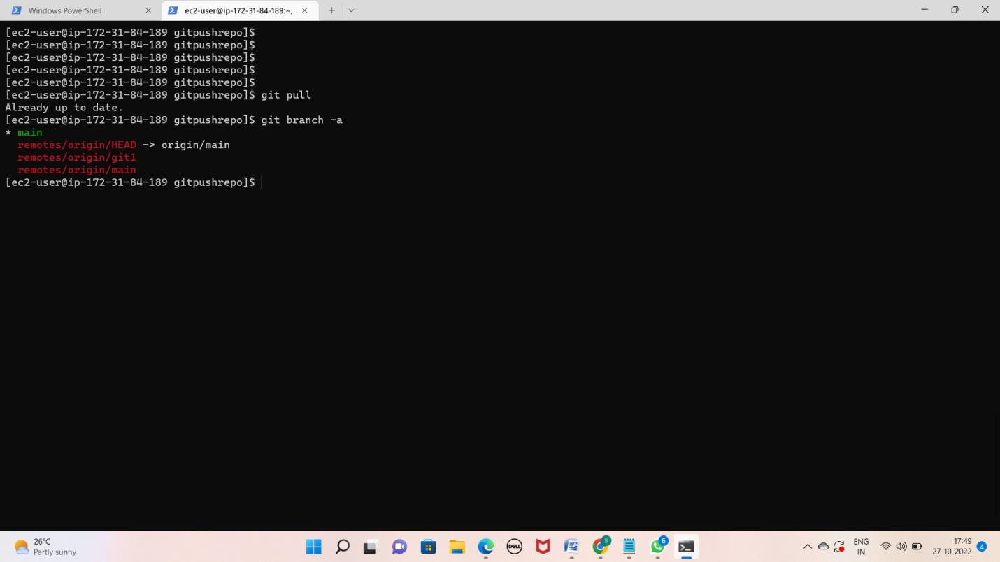 Windows PowerShell
ec2-user@ip-172-31-84-189:~,
[ec2-user@ip-172-31-84-189 gitpushrepo]$
[ec2-user@ip-172-31-84-189 gitpushrepo]$
[ec2-user@ip-172-31-84-189 gitpushrepo]$
[ec2-user@ip-172-31-84-189 gitpushrepo]$
[ec2-user@ip-172-31-84-189 gitpushrepo]$
[ec2-user@ip-172-31-84-189 gitpushrepo]$ git pull
Already up to date.
[ec2-user@ip-172-31-84-189 gitpushrepo]$ git branch -a
* main
remotes/origin/HEAD -> origin/main
remotes/origin/git1
remotes/origin/main
[ec2-user@ip-172-31-84-189 gitpushrepo]$
26°C
Partly sunny
DELL
W
S
6
ENG
IN
17:49
27-10-2022
4